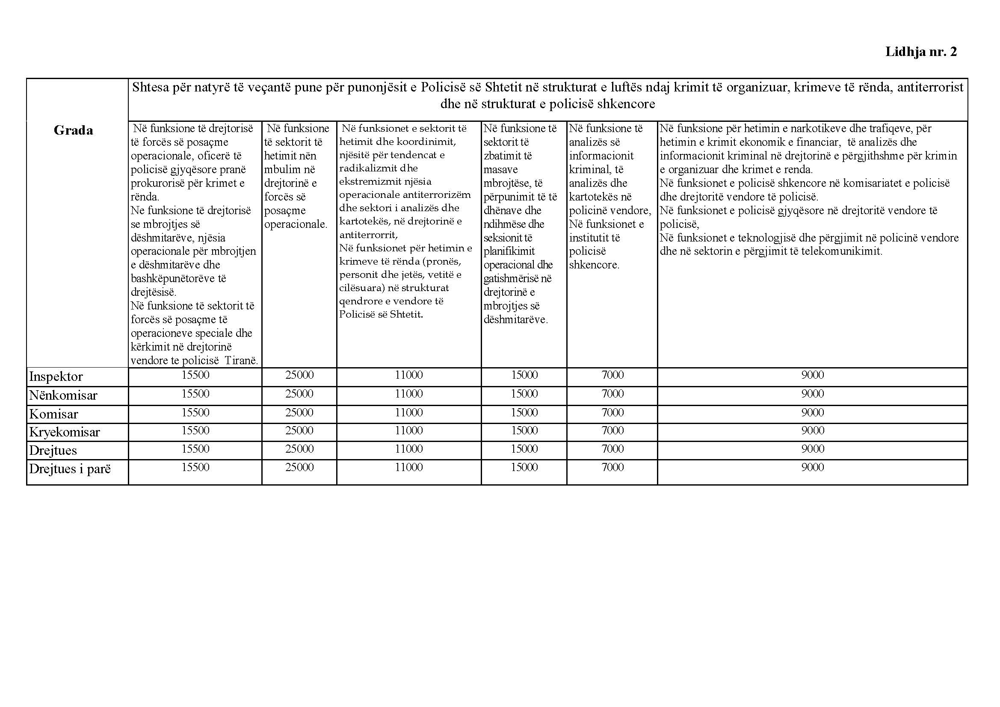 Lidhja nr. 2
Shtesa për natyrë të veçantë pune për punonjësit e Policisë së Shtetit në strukturat e luftës ndaj krimit të organizuar, krimeve të rënda, antiterrorist
dhe në strukturat e policisë shkencore
Grada
Në funksione të drejtorisë
të forcës së posaçme
operacionale, oficerë të
policisë gjyqësore pranë
prokurorisë për krimet e
rënda.
Ne funksione të drejtorisë
se mbrojtjes së
dëshmitarëve, njësia
operacionale për mbrojtjen
e dëshmitarëve dhe
bashkëpunëtorëve të
drejtësisë.
Në funksione të sektorit të
forcës së posaçme të
operacioneve speciale dhe
kërkimit në drejtorinë
vendore te policisë  Tiranë.
Në funksione
të sektorit të
hetimit nën
mbulim në
drejtorinë e
forcës së
posaçme
operacionale.
Në funksionet e sektorit të
hetimit dhe koordinimit,
njësitë për tendencat e
radikalizmit dhe
ekstremizmit njësia
operacionale antiterrorizëm
dhe sektori i analizës dhe
kartotekës, në drejtorinë e
antiterrorrit,
Në funksionet për hetimin e
krimeve të rënda (pronës,
personit dhe jetës, vetitë e
cilësuara) në strukturat
qendrore e vendore të
Policisë së Shtetit.
Në funksione të
sektorit të
zbatimit të
masave
mbrojtëse, të
përpunimit të të
dhënave dhe
ndihmëse dhe
seksionit të
planifikimit
operacional dhe
gatishmërisë në
drejtorinë e
mbrojtjes së
dëshmitarëve.
Në funksione të
analizës së
informacionit
kriminal, të
analizës dhe
kartotekës në
policinë vendore,
Në funksionet e
institutit të
policisë
shkencore.
Në funksione për hetimin e narkotikeve dhe trafiqeve, për
hetimin e krimit ekonomik e financiar,  të analizës dhe
informacionit kriminal në drejtorinë e përgjithshme për krimin
e organizuar dhe krimet e renda.
Në funksionet e policisë shkencore në komisariatet e policisë
dhe drejtoritë vendore të policisë.
Në funksionet e policisë gjyqësore në drejtoritë vendore të
policisë,
Në funksionet e teknologjisë dhe përgjimit në policinë vendore
dhe në sektorin e përgjimit të telekomunikimit.
Inspektor 15500 25000 11000 15000 7000 9000
Nënkomisar 15500 25000 11000 15000 7000 9000
Komisar 15500 25000 11000 15000 7000 9000
Kryekomisar 15500 25000 11000 15000 7000 9000
Drejtues 15500 25000 11000 15000 7000 9000
Drejtues i parë 15500 25000 11000 15000 7000 9000